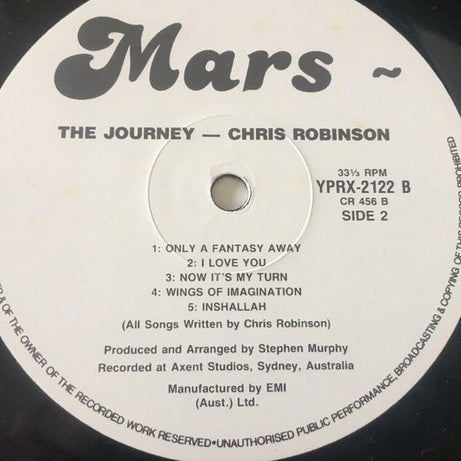 Mars ~
THE JOURNEY — CHRIS ROBINSON
33⅓ RPM
YPRX-2122 B
CR 456 B
SIDE 2
1: ONLY A FANTASY AWAY
2: I LOVE YOU
3: NOW IT'S MY TURN
4: WINGS OF IMAGINATION
5: INSHALLAH
(All Songs Written by Chris Robinson)
Produced and Arranged by Stephen Murphy
Recorded at Axent Studios, Sydney, Australia
Manufactured by EMI
(Aust.) Ltd.
& OF THE OWNER OF THE RECORDED WORK RESERVED•UNAUTHORISED PUBLIC PERFORMANCE, BROADCASTING & COPYING OF THIS RECORD PROHIBITED